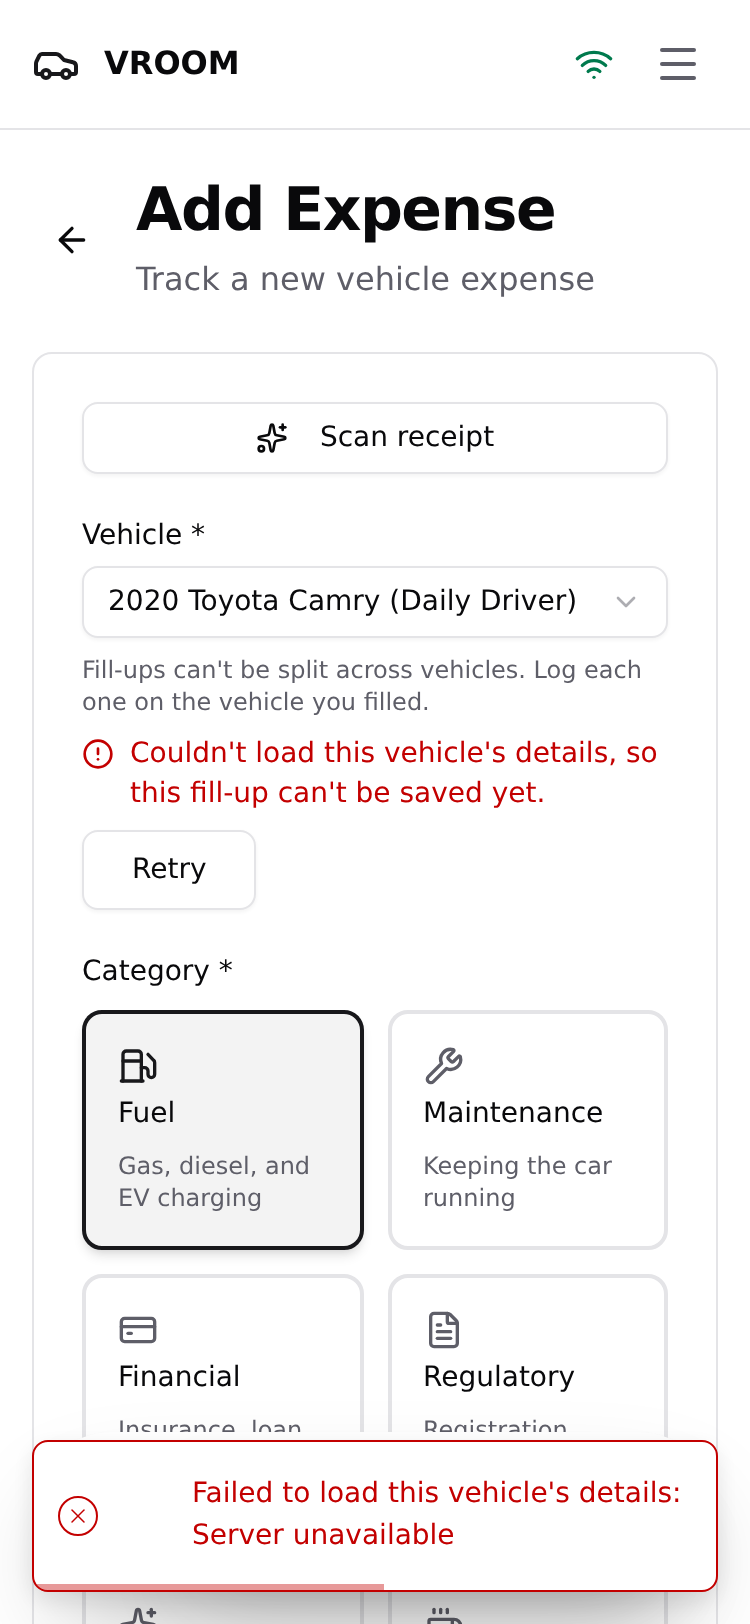 VROOM
Add Expense
Track a new vehicle expense
Scan receipt
Vehicle *
2020 Toyota Camry (Daily Driver)
Fill-ups can't be split across vehicles. Log each
one on the vehicle you filled.
Couldn't load this vehicle's details, so
this fill-up can't be saved yet.
Retry
Category *
Fuel
Gas, diesel, and
EV charging
Maintenance
Keeping the car
running
Financial
Insurance, loan
Regulatory
Registration
Failed to load this vehicle's details:
Server unavailable